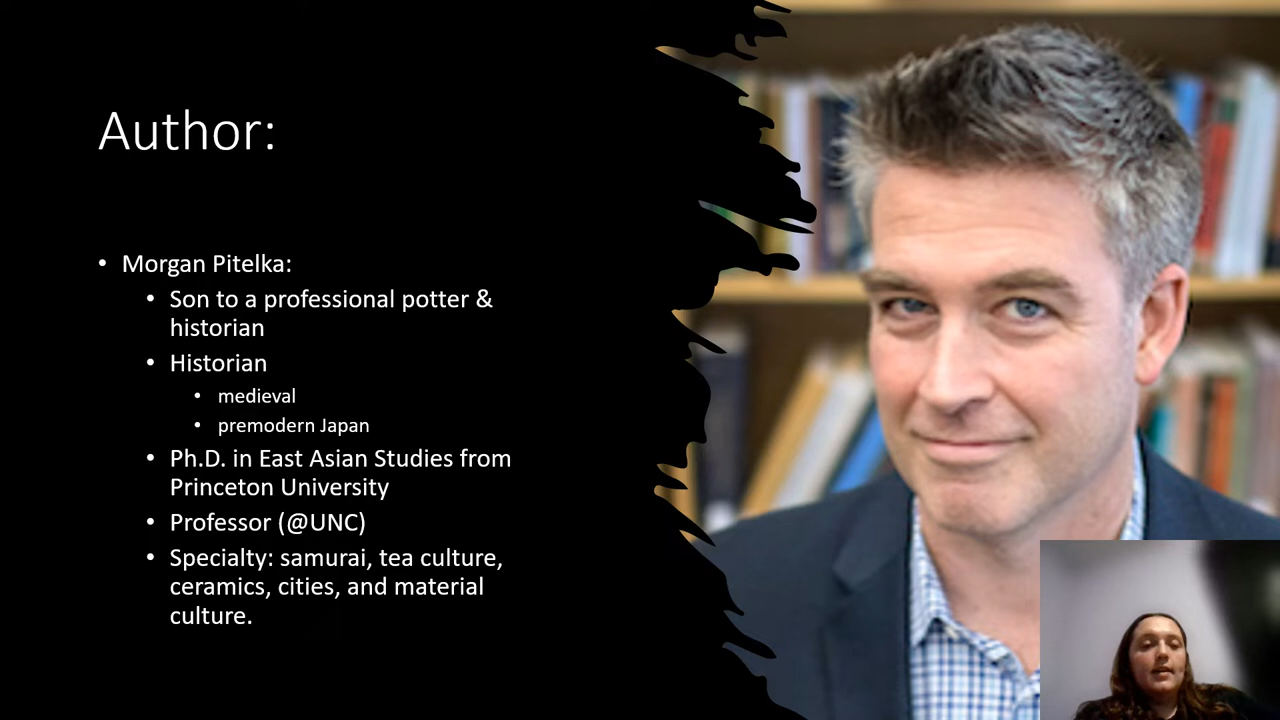 Author:
• Morgan Pitelka:
• Son to a professional potter &
historian
• Historian
• medieval
• premodern Japan
• Ph.D. in East Asian Studies from
Princeton University
• Professor (@UNC)
• Specialty: samurai, tea culture,
ceramics, cities, and material
culture.